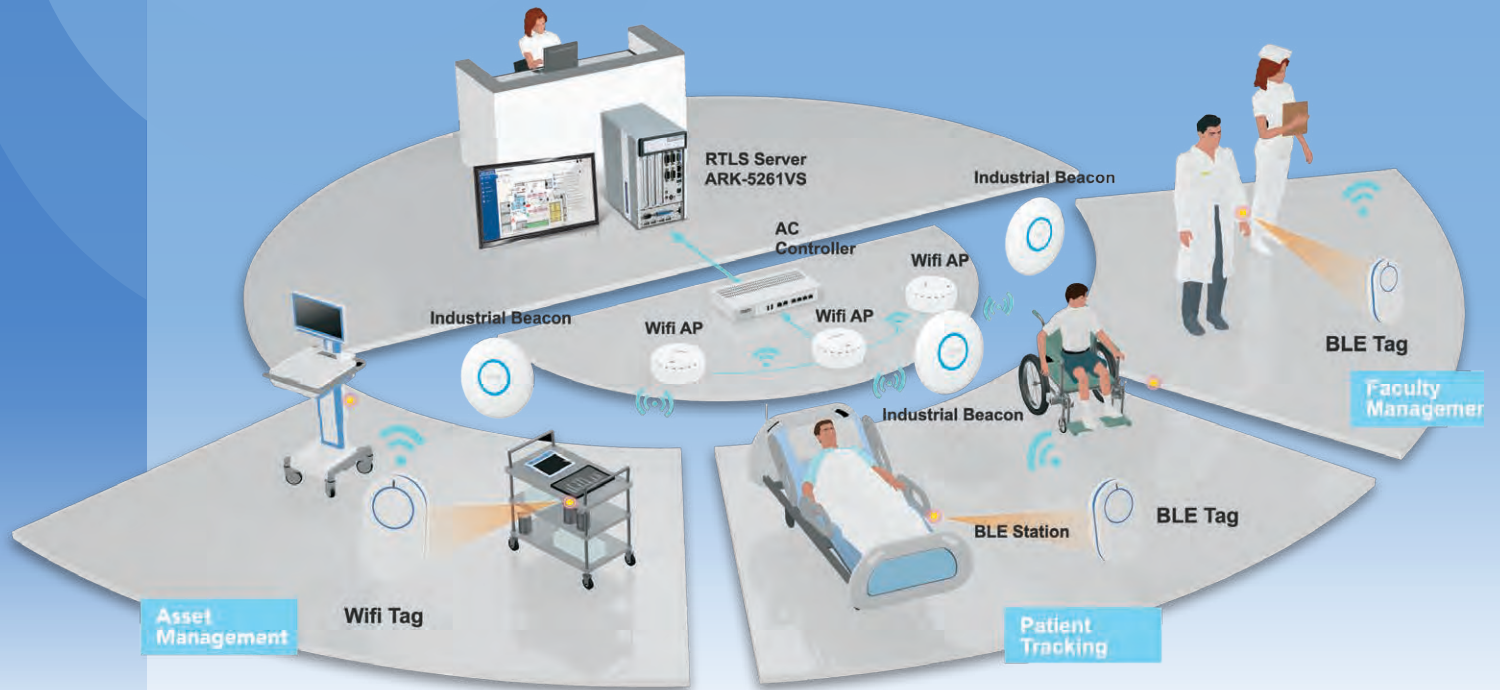 RTLS Server
ARK-5261VS
Industrial Beacon
AC
Controller
Wifi AP
Industrial Beacon
Wifi AP
Wifi AP
BLE Tag
Faculty
Managemer
Industrial Beacon
BLE Station
BLE Tag
Wifi Tag
Asset
Management
Patient
Tracking